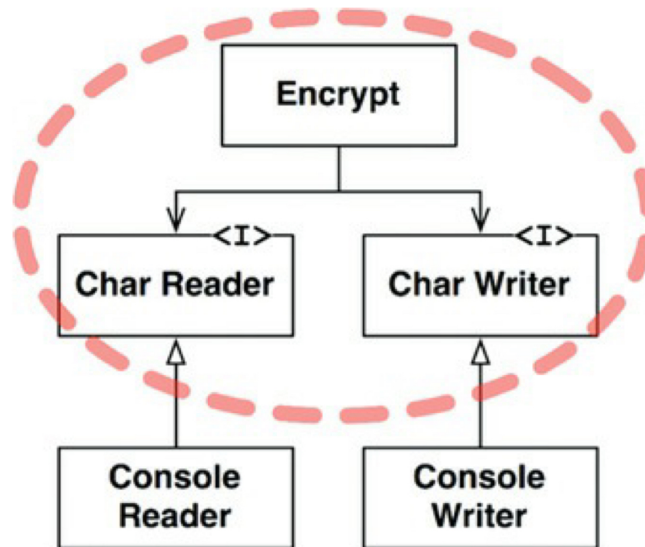 Encrypt
<I> <I>
Char Reader Char Writer
Console Console
Reader Writer